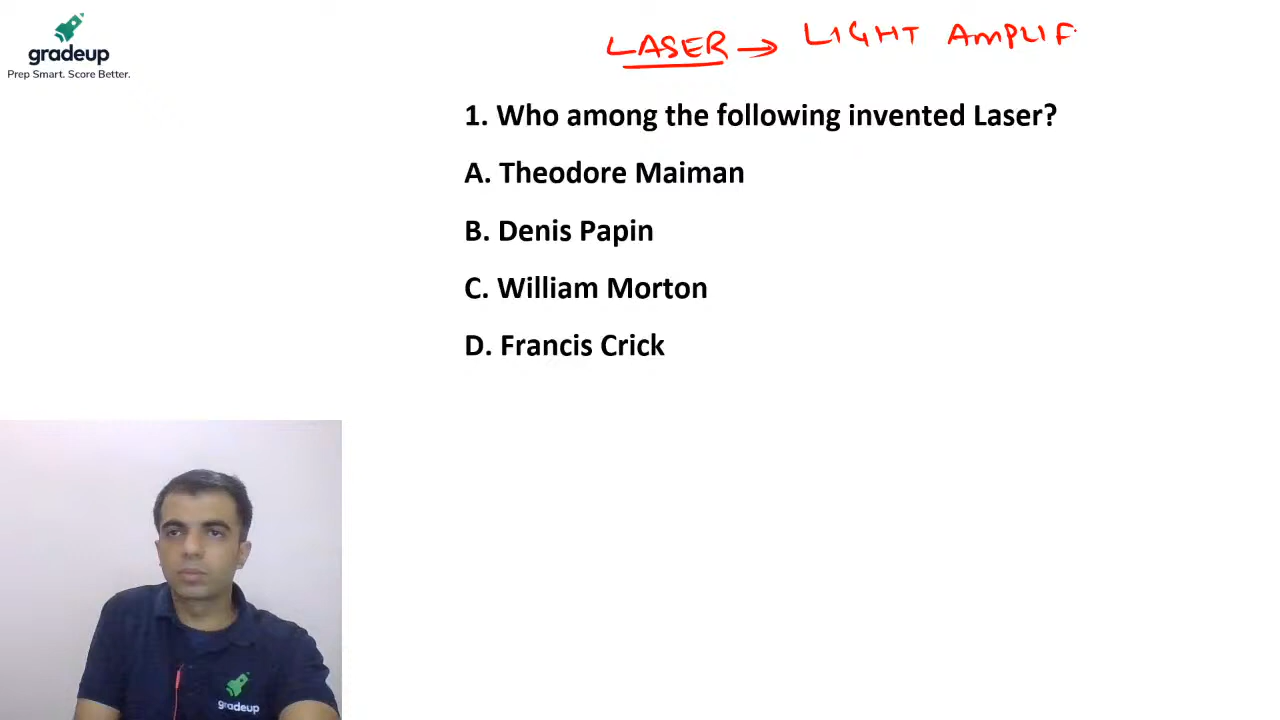 gradeup
Prep Smart. Score Better.
LASER → LIGHT AMPLIF
1. Who among the following invented Laser?
A. Theodore Maiman
B. Denis Papin
C. William Morton
D. Francis Crick
gradeup